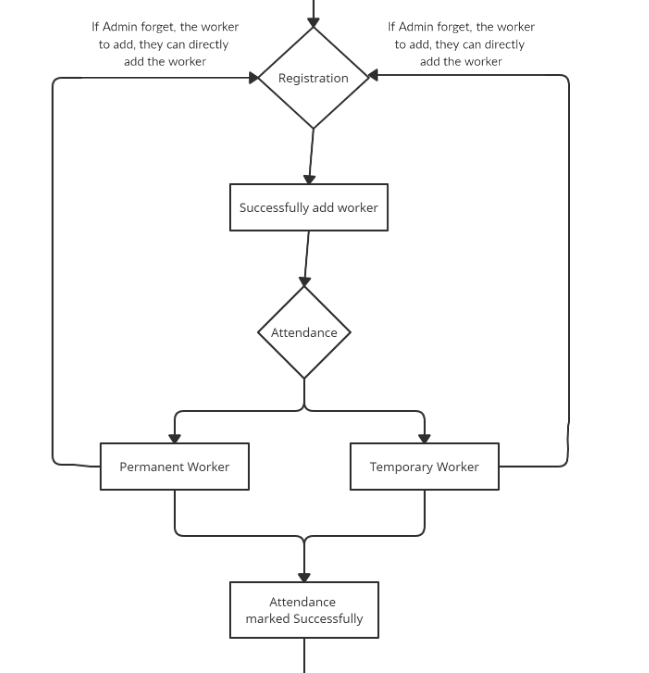 If Admin forget, the worker
to add, they can directly
add the worker
If Admin forget, the worker
to add, they can directly
add the worker
Registration
Successfully add worker
Attendance
Permanent Worker
Temporary Worker
Attendance
marked Successfully